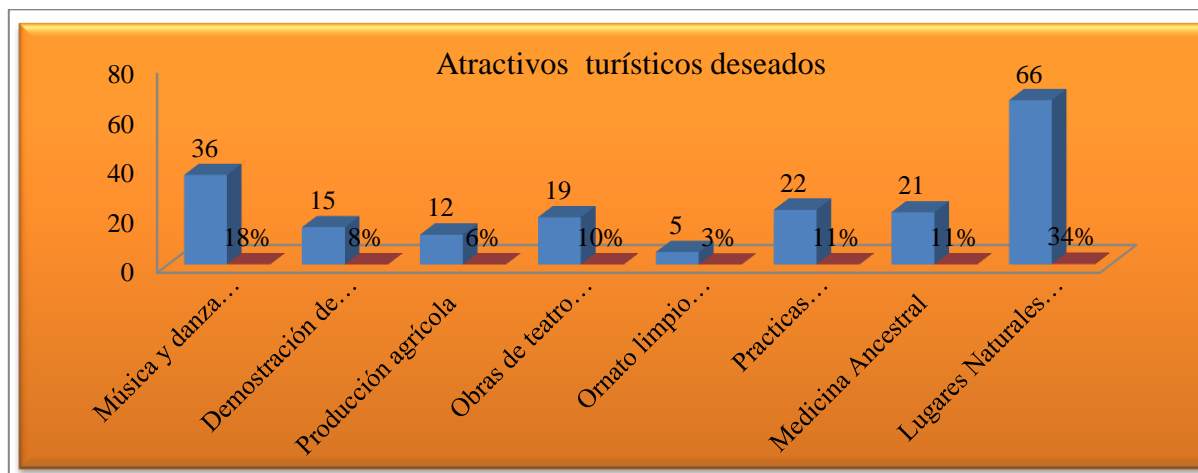 Atractivos  turísticos deseados
80
60
40
20
0
36
18%
15
8%
12
6%
19
10%
5
3%
22
11%
21
11%
66
34%
Música y danza…
Demostración de…
Producción agrícola
Obras de teatro…
Ornato limpio…
Practicas…
Medicina Ancestral
Lugares Naturales…